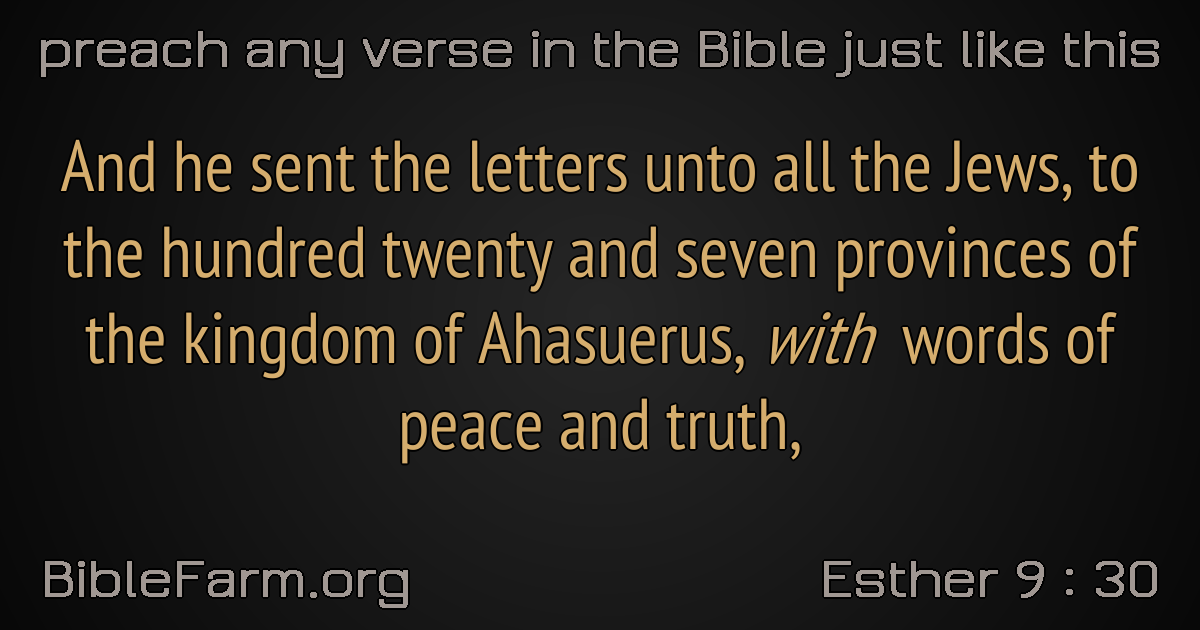 preach any verse in the Bible just like this
And he sent the letters unto all the Jews, to
the hundred twenty and seven provinces of
the kingdom of Ahasuerus, with words of
peace and truth,
BibleFarm.org
Esther 9 : 30